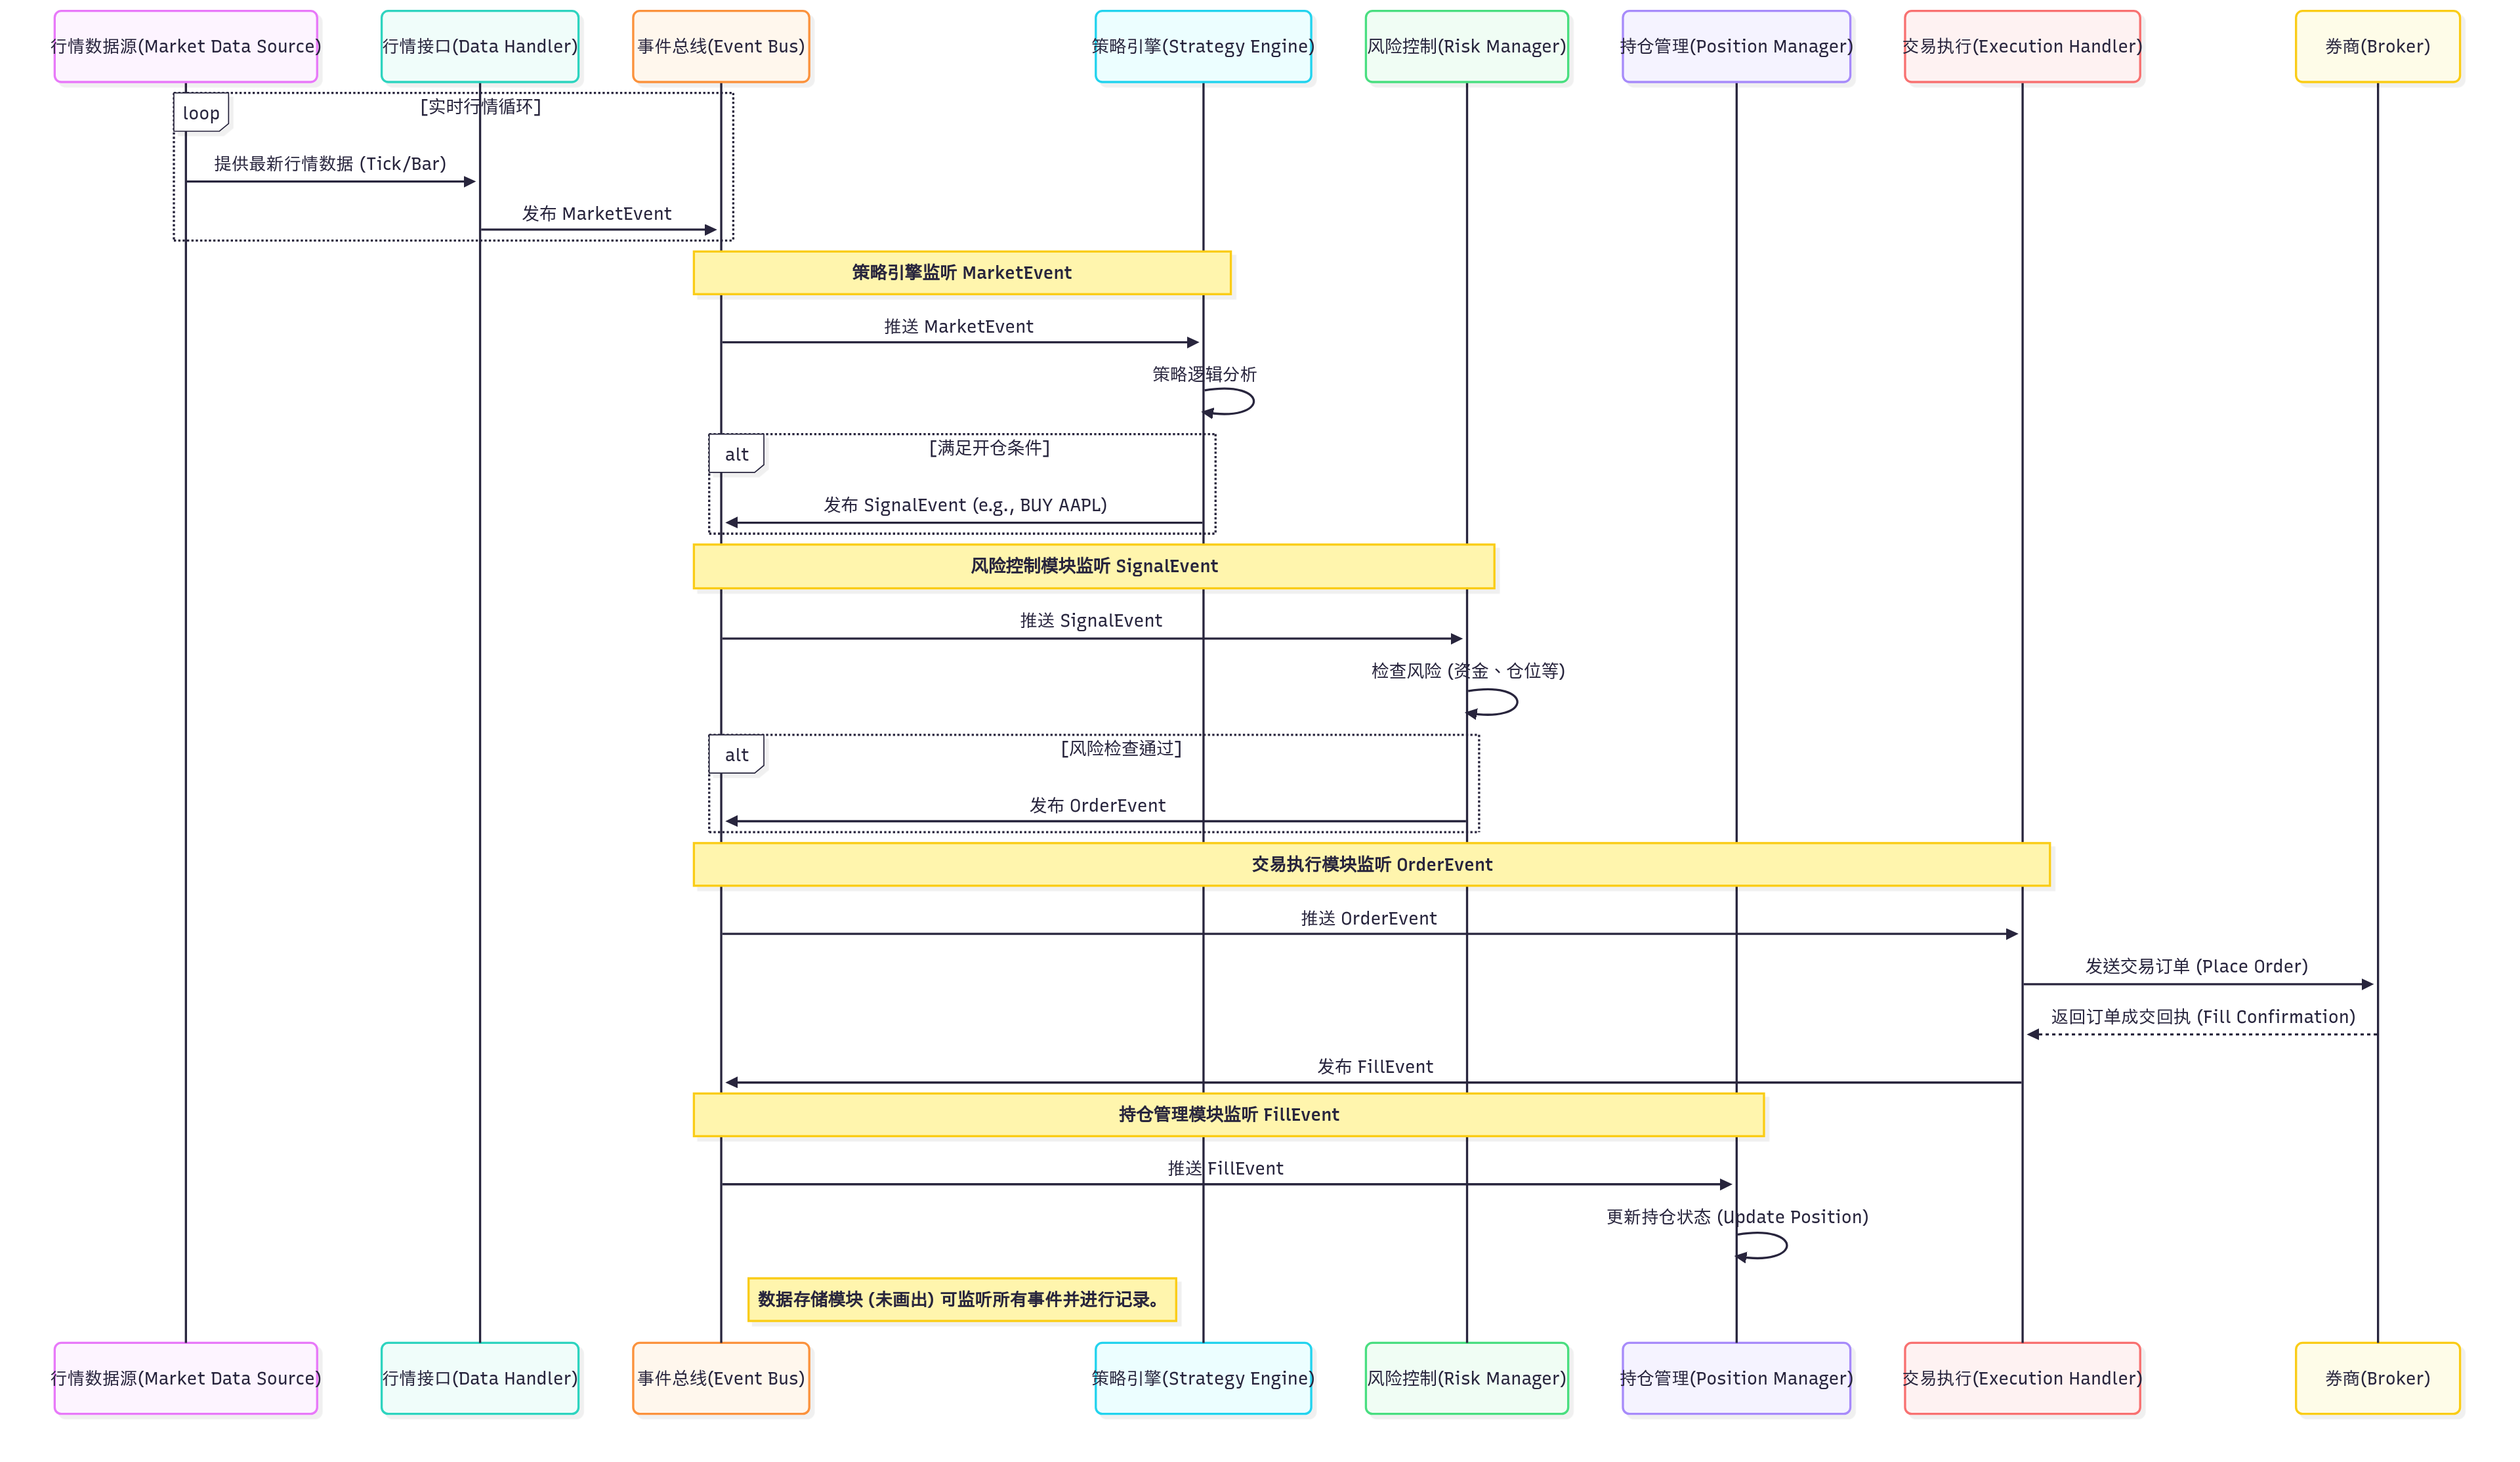 行情数据源(Market Data Source)
行情接口(Data Handler)
事件总线(Event Bus)
策略引擎(Strategy Engine)
风险控制(Risk Manager)
持仓管理(Position Manager)
交易执行(Execution Handler)
券商(Broker)
loop
[实时行情循环]
提供最新行情数据 (Tick/Bar)
发布 MarketEvent
策略引擎监听 MarketEvent
推送 MarketEvent
策略逻辑分析
alt
[满足开仓条件]
发布 SignalEvent (e.g., BUY AAPL)
风险控制模块监听 SignalEvent
推送 SignalEvent
检查风险 (资金、仓位等)
alt
[风险检查通过]
发布 OrderEvent
交易执行模块监听 OrderEvent
推送 OrderEvent
发送交易订单 (Place Order)
返回订单成交回执 (Fill Confirmation)
发布 FillEvent
持仓管理模块监听 FillEvent
推送 FillEvent
更新持仓状态 (Update Position)
数据存储模块 (未画出) 可监听所有事件并进行记录。
行情数据源(Market Data Source)
行情接口(Data Handler)
事件总线(Event Bus)
策略引擎(Strategy Engine)
风险控制(Risk Manager)
持仓管理(Position Manager)
交易执行(Execution Handler)
券商(Broker)